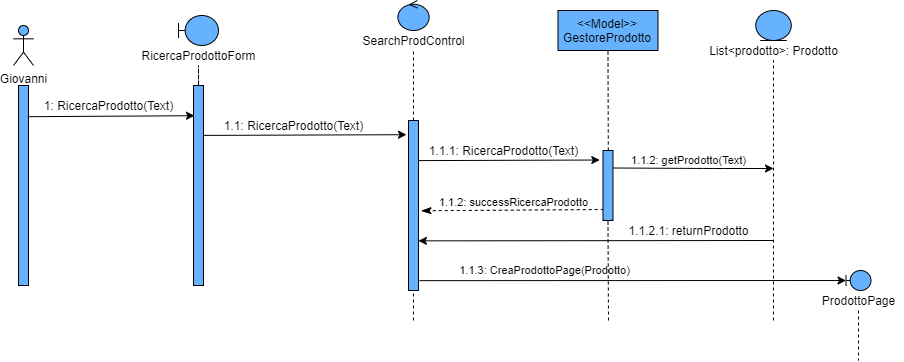 <<Model>>
GestoreProdotto
SearchProdControl
List<prodotto>: Prodotto
RicercaProdottoForm
Giovanni
1: RicercaProdotto(Text)
1.1: RicercaProdotto(Text)
1.1.1: RicercaProdotto(Text)
1.1.2: getProdotto(Text)
1.1.2: successRicercaProdotto
1.1.2.1: returnProdotto
1.1.3: CreaProdottoPage(Prodotto)
ProdottoPage